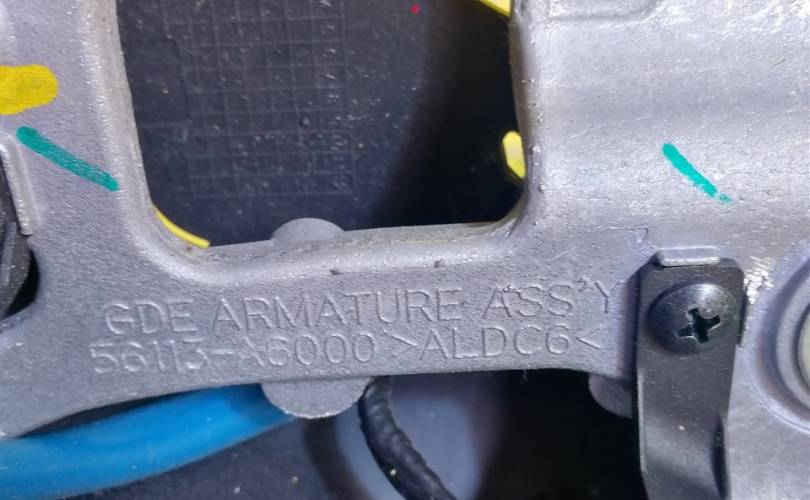 GDE ARMATURE ASS'Y
56113-A6000 >ALDC6<